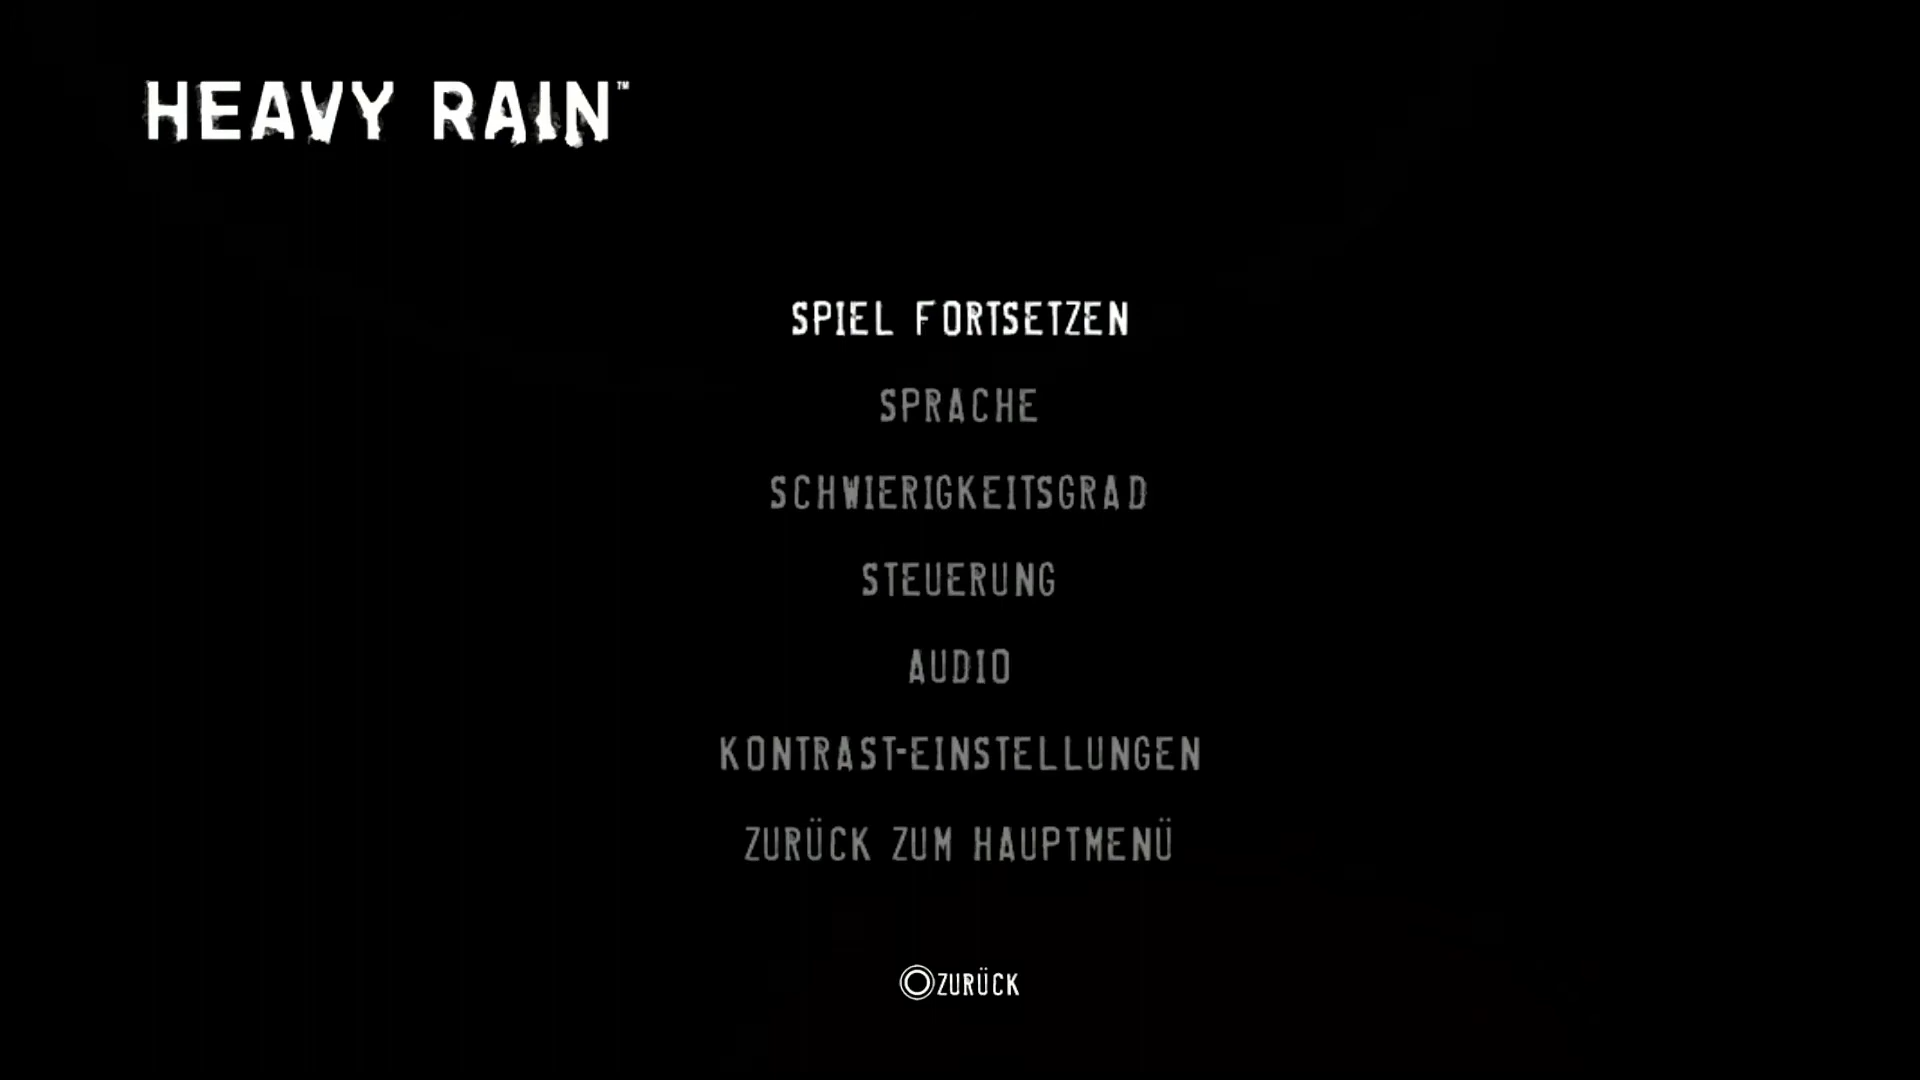 HEAVY RAIN™
SPIEL FORTSETZEN
SPRACHE
SCHWIERIGKEITSGRAD
STEUERUNG
AUDIO
KONTRAST-EINSTELLUNGEN
ZURÜCK ZUM HAUPTMENÜ
ZURÜCK